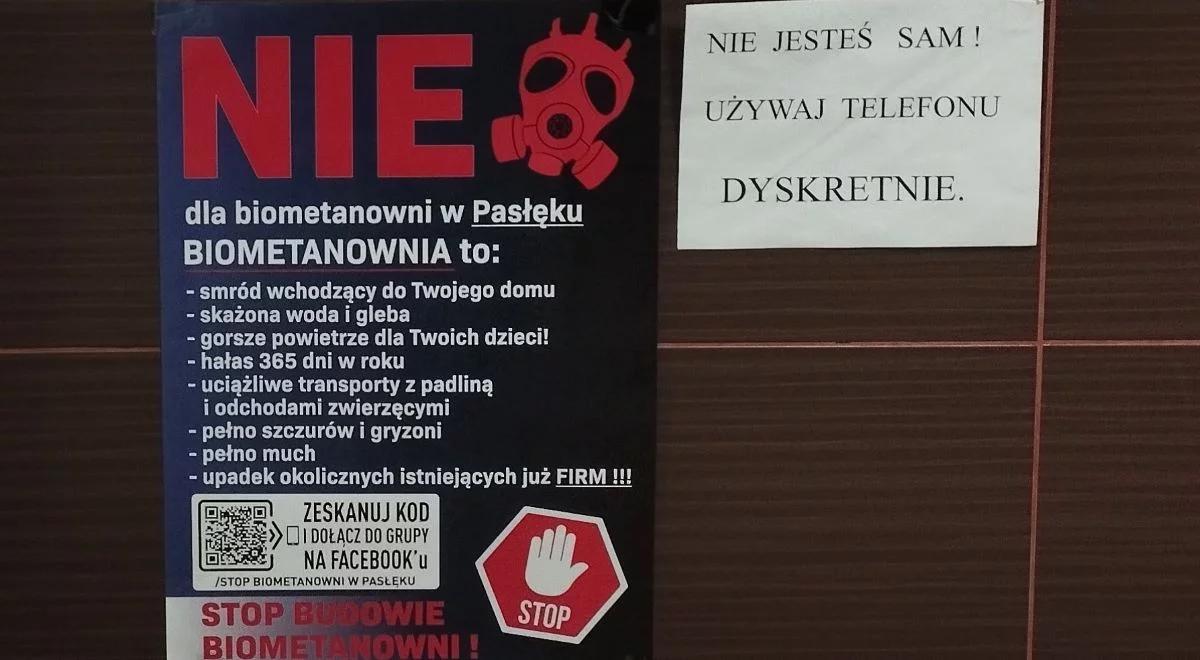 NIE
dla biometanowni w Pasłęku
BIOMETANOWNIA to:
- smród wchodzący do Twojego domu
- skażona woda i gleba
- gorsze powietrze dla Twoich dzieci!
- hałas 365 dni w roku
- uciążliwe transporty z padliną
i odchodami zwierzęcymi
- pełno szczurów i gryzoni
- pełno much
- upadek okolicznych istniejących już FIRM !!!
ZESKANUJ KOD
I DOŁĄCZ DO GRUPY
NA FACEBOOK'u
/STOP BIOMETANOWNI W PASŁĘKU
STOP
STOP BUDOWIE
BIOMETANOWNI !
NIE JESTEŚ SAM !
UŻYWAJ TELEFONU
DYSKRETNIE.